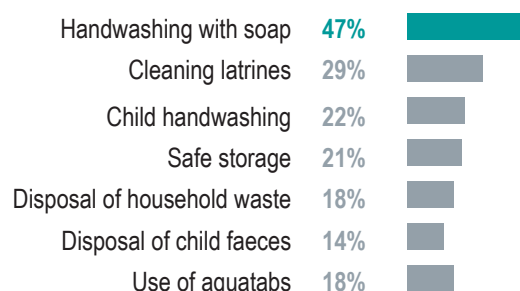 Handwashing with soap 47%
Cleaning latrines 29%
Child handwashing 22%
Safe storage 21%
Disposal of household waste 18%
Disposal of child faeces 14%
Use of aquatabs 18%